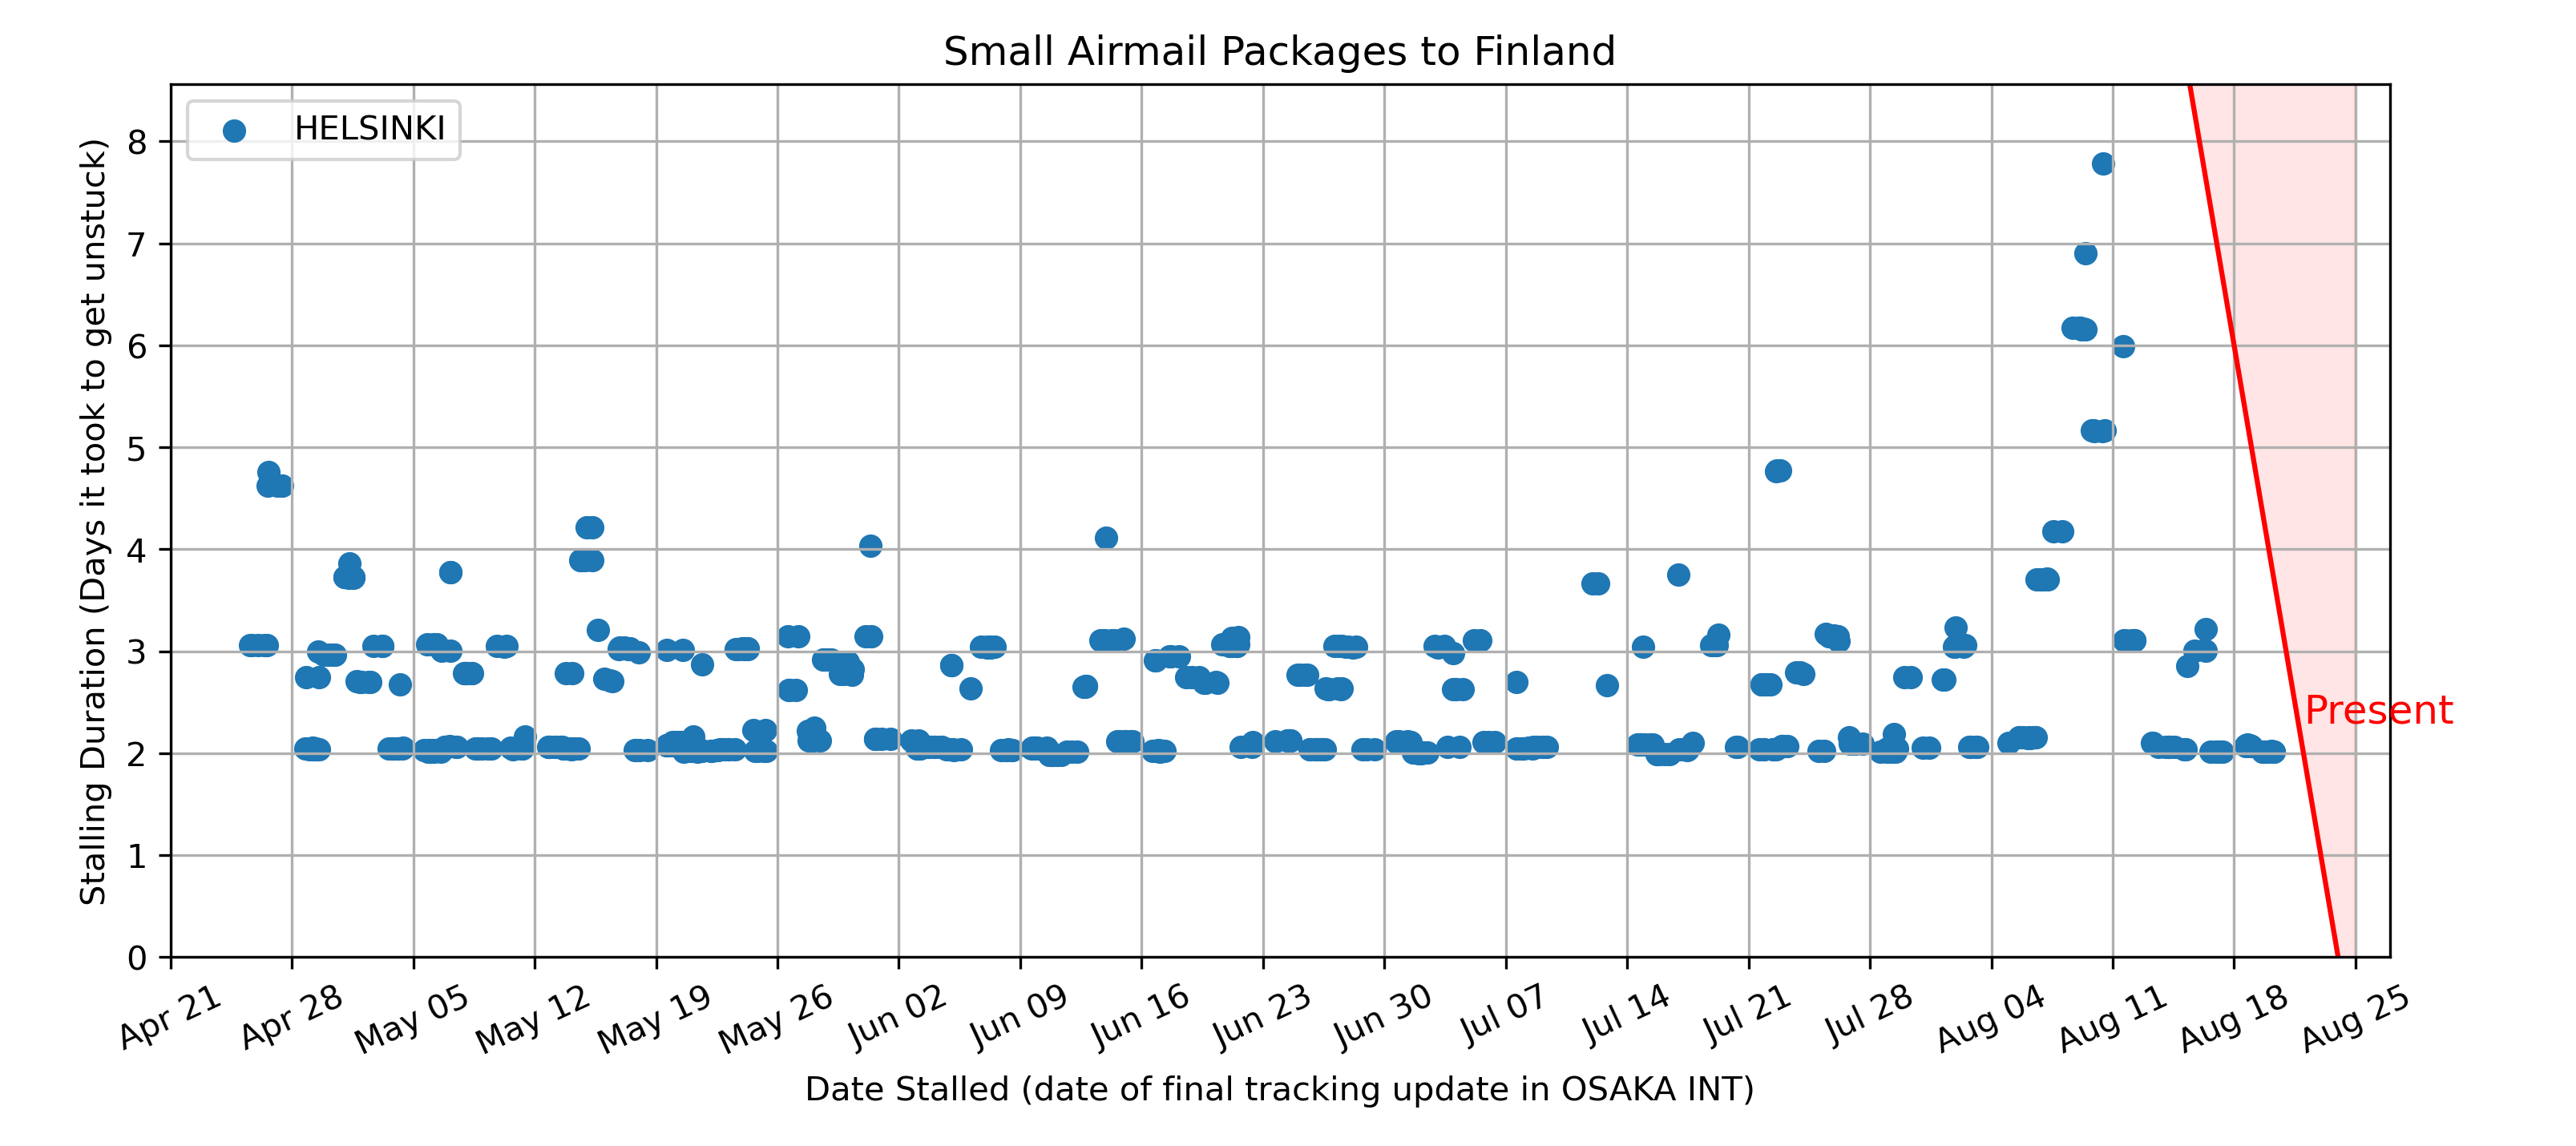 Small Airmail Packages to Finland
HELSINKI
Stalling Duration (Days it took to get unstuck)
8
7
6
5
4
3
2
1
0
Present
Apr 21
Apr 28
May 05
May 12
May 19
May 26
Jun 02
Jun 09
Jun 16
Jun 23
Jun 30
Jul 07
Jul 14
Jul 21
Jul 28
Aug 04
Aug 11
Aug 18
Aug 25
Date Stalled (date of final tracking update in OSAKA INT)